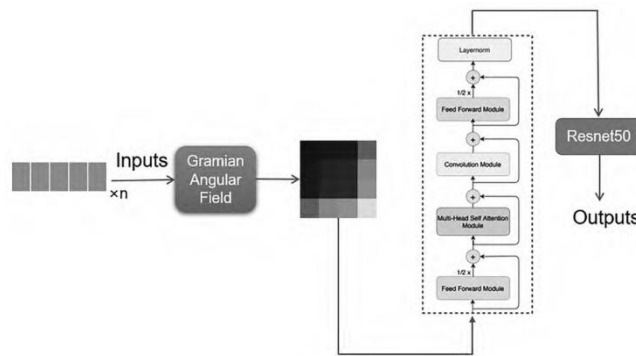 Inputs
×n
Gramian
Angular
Field
Layernorm
+
1/2 x
Feed Forward Module
+
Convolution Module
+
Multi-Head Self Attention
Module
+
1/2 x
Feed Forward Module
Resnet50
Outputs